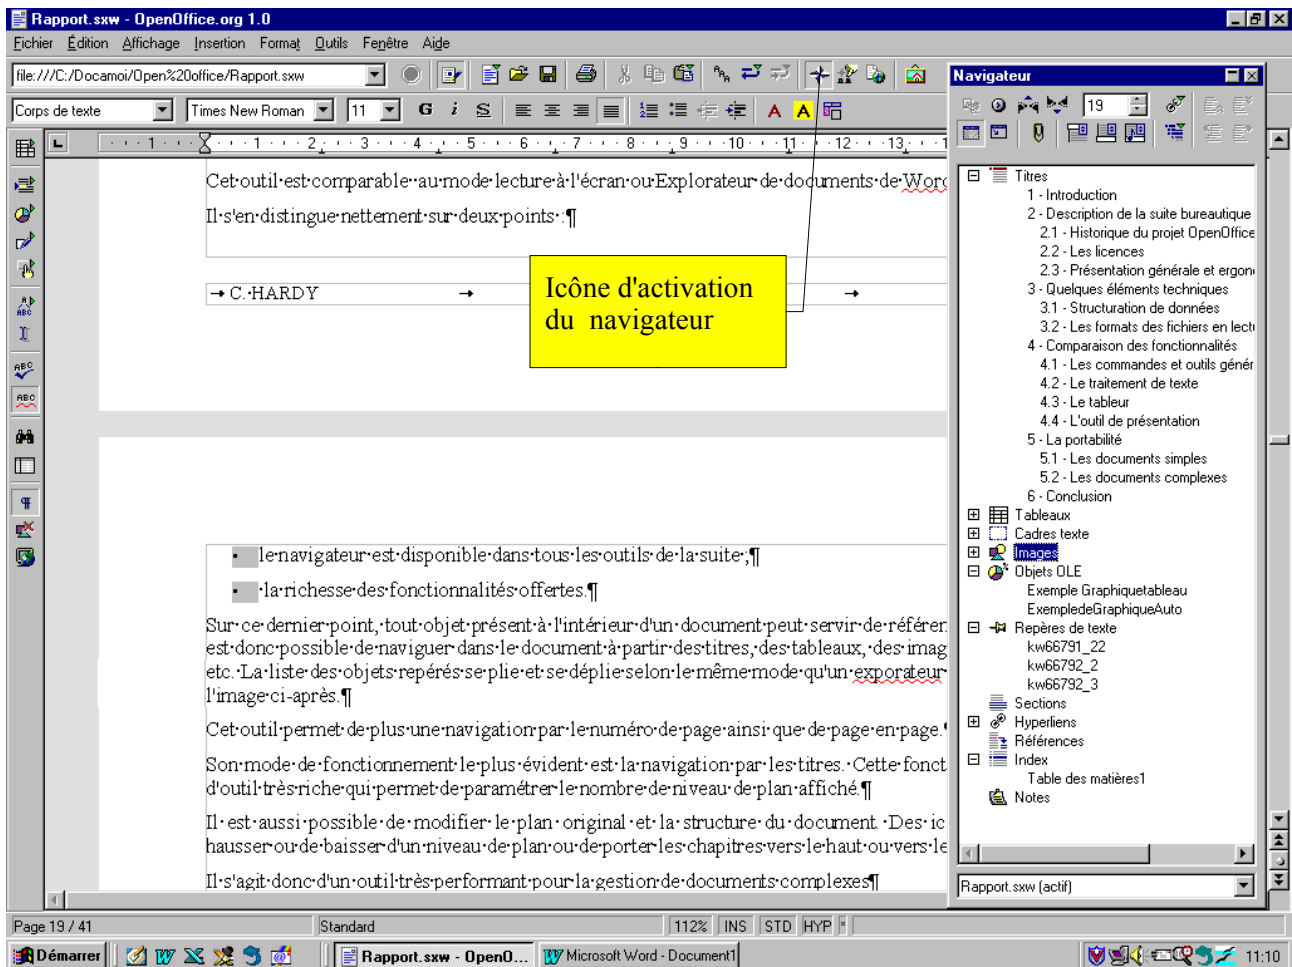 Rapport.sxw - OpenOffice.org 1.0
Fichier Édition Affichage Insertion Format Outils Fenêtre Aide
file:///C:/Docamoi/Open%20office/Rapport.sxw
Corps de texte Times New Roman 11 G i S
1 1 2 3 4 5 6 7 8 9 10 11 12 13
Cet outil est comparable au mode lecture à l'écran ou Explorateur de documents de Word
Il s'en distingue nettement sur deux points :¶
→ C. HARDY → →
Icône d'activation
du navigateur
▪ le navigateur est disponible dans tous les outils de la suite ;¶
▪ la richesse des fonctionnalités offertes.¶
Sur ce dernier point, tout objet présent à l'intérieur d'un document peut servir de référen
est donc possible de naviguer dans le document à partir des titres, des tableaux, des imag
etc. La liste des objets repérés se plie et se déplie selon le même mode qu'un exporateur
l'image ci-après.¶
Cet outil permet de plus une navigation par le numéro de page ainsi que de page en page.
Son mode de fonctionnement le plus évident est la navigation par les titres. Cette fonct
d'outil très riche qui permet de paramétrer le nombre de niveau de plan affiché.¶
Il est aussi possible de modifier le plan original et la structure du document. Des ic
hausser ou de baisser d'un niveau de plan ou de porter les chapitres vers le haut ou vers le
Il s'agit donc d'un outil très performant pour la gestion de documents complexes¶
Navigateur
19
Titres
1 - Introduction
2 - Description de la suite bureautique
2.1 - Historique du projet OpenOffice
2.2 - Les licences
2.3 - Présentation générale et ergon
3 - Quelques éléments techniques
3.1 - Structuration de données
3.2 - Les formats des fichiers en lect
4 - Comparaison des fonctionnalités
4.1 - Les commandes et outils génér
4.2 - Le traitement de texte
4.3 - Le tableur
4.4 - L'outil de présentation
5 - La portabilité
5.1 - Les documents simples
5.2 - Les documents complexes
6 - Conclusion
Tableaux
Cadres texte
Images
Objets OLE
Exemple Graphiquetableau
ExempledeGraphiqueAuto
Repères de texte
kw66791_22
kw66792_2
kw66792_3
Sections
Hyperliens
Références
Index
Table des matières1
Notes
Rapport.sxw (actif)
Page 19 / 41 Standard 112% INS STD HYP *
Démarrer Rapport.sxw - OpenO... Microsoft Word - Document1 11:10